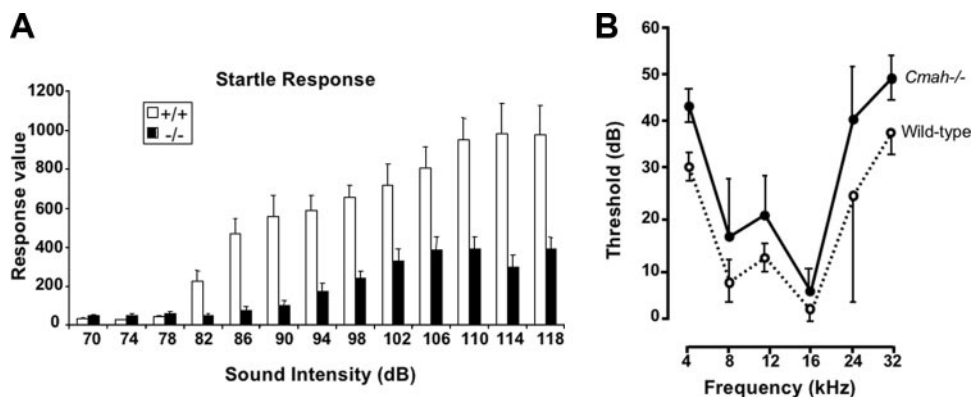 A
Startle Response
1200
1000
800
600
400
200
0
Response value
+/+
-/-
70 74 78 82 86 90 94 98 102 106 110 114 118
Sound Intensity (dB)
B
60
50
40
30
20
10
0
Threshold (dB)
Cmah-/-
Wild-type
4 8 12 16 24 32
Frequency (kHz)